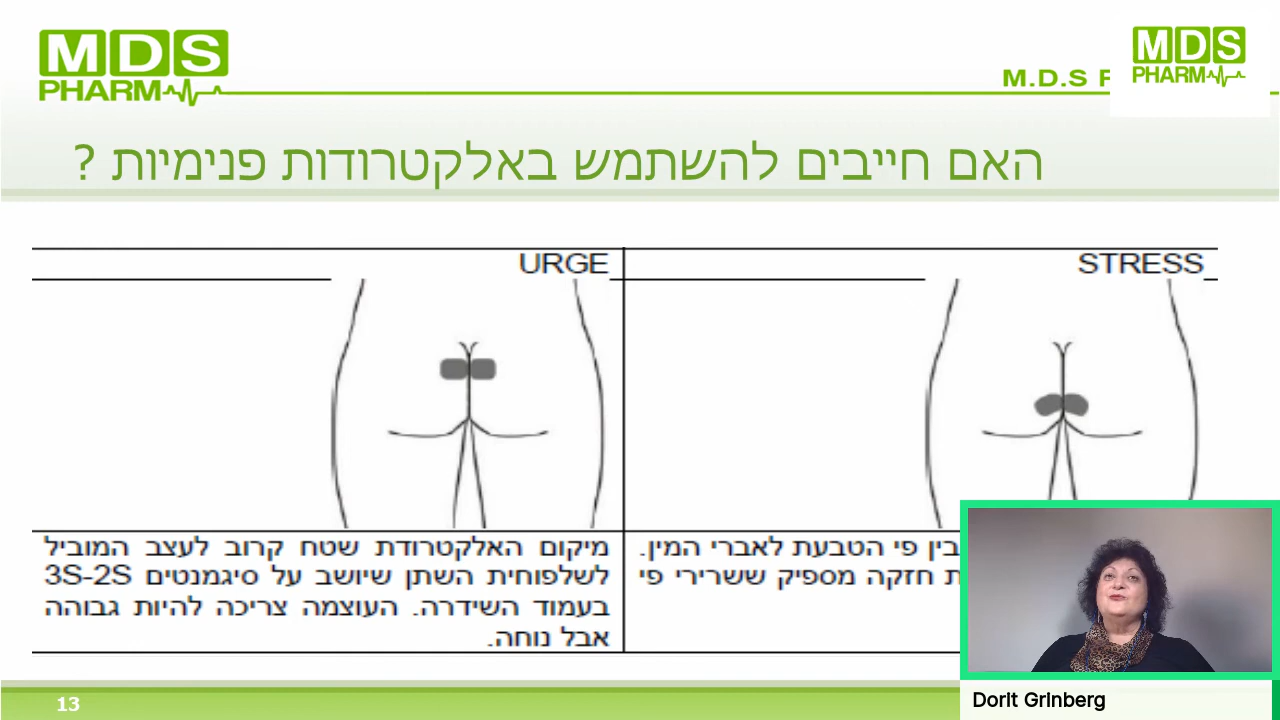 MDS
PHARM
M.D.S
MDS
PHARM
האם חייבים להשתמש באלקטרודות פנימיות ?
STRESS
URGE
בין פי הטבעת לאברי המין.
חזקה מספיק ששרירי פי
מיקום האלקטרודת שטח קרוב לעצב המוביל
לשלפוחית השתן שיושב על סיגמנטים 3S-2S
בעמוד השידרה. העוצמה צריכה להיות גבוהה
אבל נוחה.
13
Dorit Grinberg